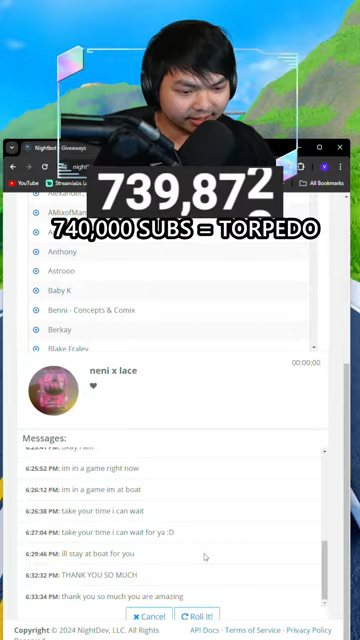 Nightbot - Giveaways
YouTube
Streamlabs
All Bookmarks
739,872
740,000 SUBS = TORPEDO
AMixofMan
Anthony
Astrooo
Baby K
Benni - Concepts & Comix
Berkay
Blake Fraley
00:00:00
neni x lace
♥
Messages:
6:26:52 PM: im in a game right now
6:26:12 PM: im in a game im at boat
6:26:38 PM: take your time i can wait
6:27:04 PM: take your time i can wait for ya :D
6:29:46 PM: ill stay at boat for you
6:32:32 PM: THANK YOU SO MUCH
6:33:34 PM: thank you so much you are amazing
Cancel
Roll It!
Copyright © 2024 NightDev, LLC. All Rights
Reserved.
API Docs
Terms of Service
Privacy Policy